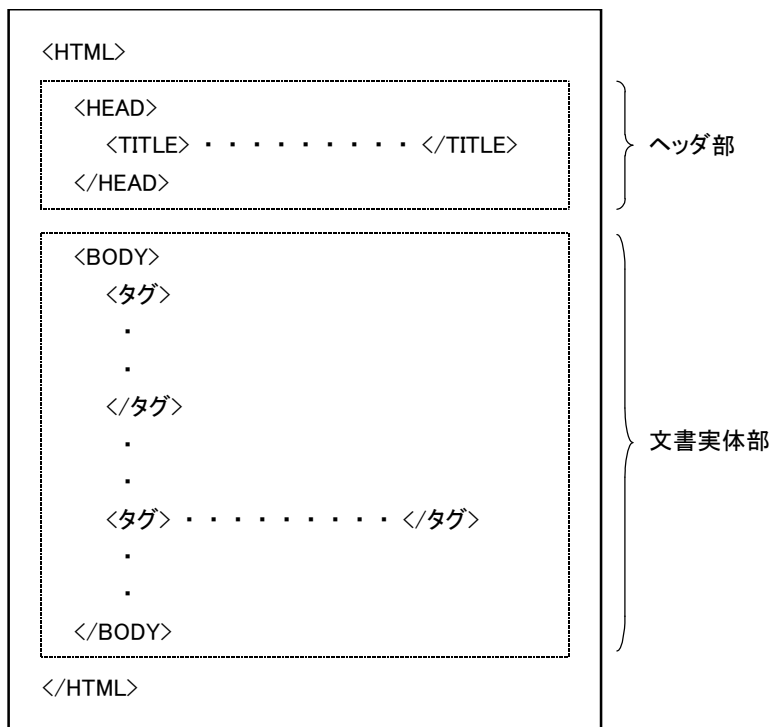 <HTML>
<HEAD>
<TITLE> ・ ・ ・ ・ ・ ・ ・ ・ ・ </TITLE>
</HEAD>
ヘッダ部
<BODY>
<タグ>
・
・
</タグ>
・
・
<タグ> ・ ・ ・ ・ ・ ・ ・ ・ ・ </タグ>
・
・
</BODY>
文書実体部
</HTML>